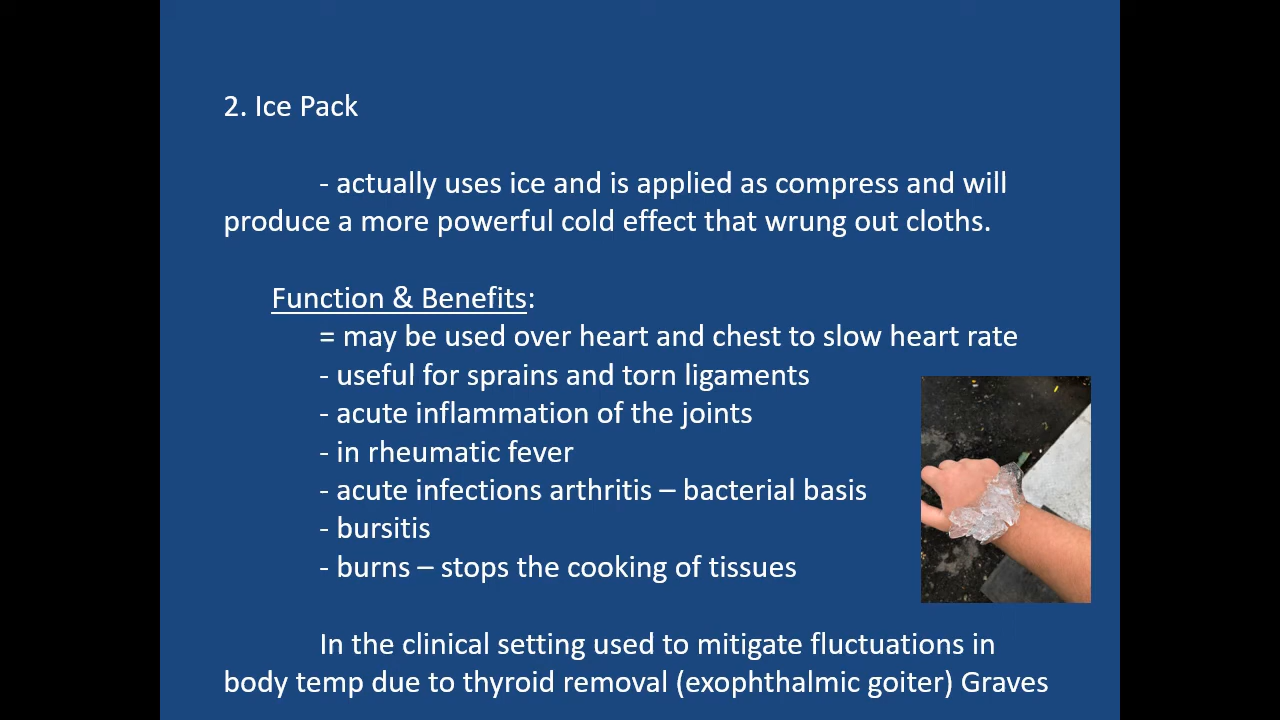 2. Ice Pack
- actually uses ice and is applied as compress and will
produce a more powerful cold effect that wrung out cloths.
Function & Benefits:
= may be used over heart and chest to slow heart rate
- useful for sprains and torn ligaments
- acute inflammation of the joints
- in rheumatic fever
- acute infections arthritis – bacterial basis
- bursitis
- burns – stops the cooking of tissues
In the clinical setting used to mitigate fluctuations in
body temp due to thyroid removal (exophthalmic goiter) Graves